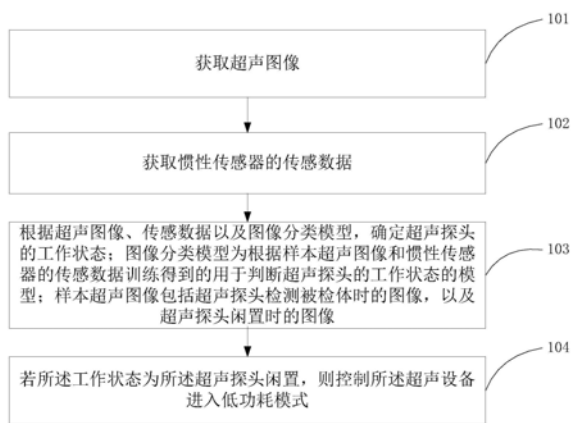 101
获取超声图像
102
获取惯性传感器的传感数据
根据超声图像、传感数据以及图像分类模型，确定超声探头
的工作状态；图像分类模型为根据样本超声图像和惯性传感
器的传感数据训练得到的用于判断超声探头的工作状态的模
型；样本超声图像包括超声探头检测被检体时的图像，以及
超声探头闲置时的图像
103
104
若所述工作状态为所述超声探头闲置，则控制所述超声设备
进入低功耗模式